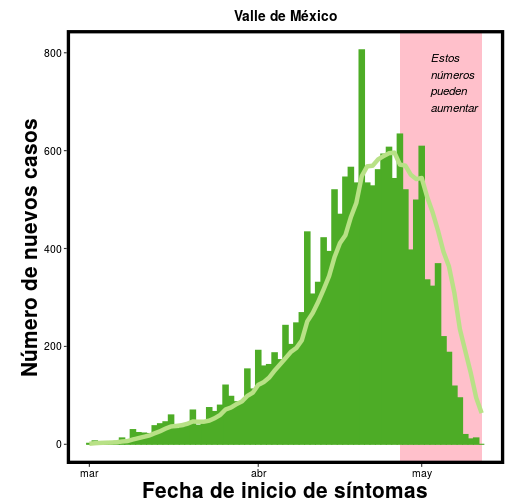 Valle de México
Estos
números
pueden
aumentar
800
600
400
200
0
Número de nuevos casos
mar
abr
may
Fecha de inicio de síntomas